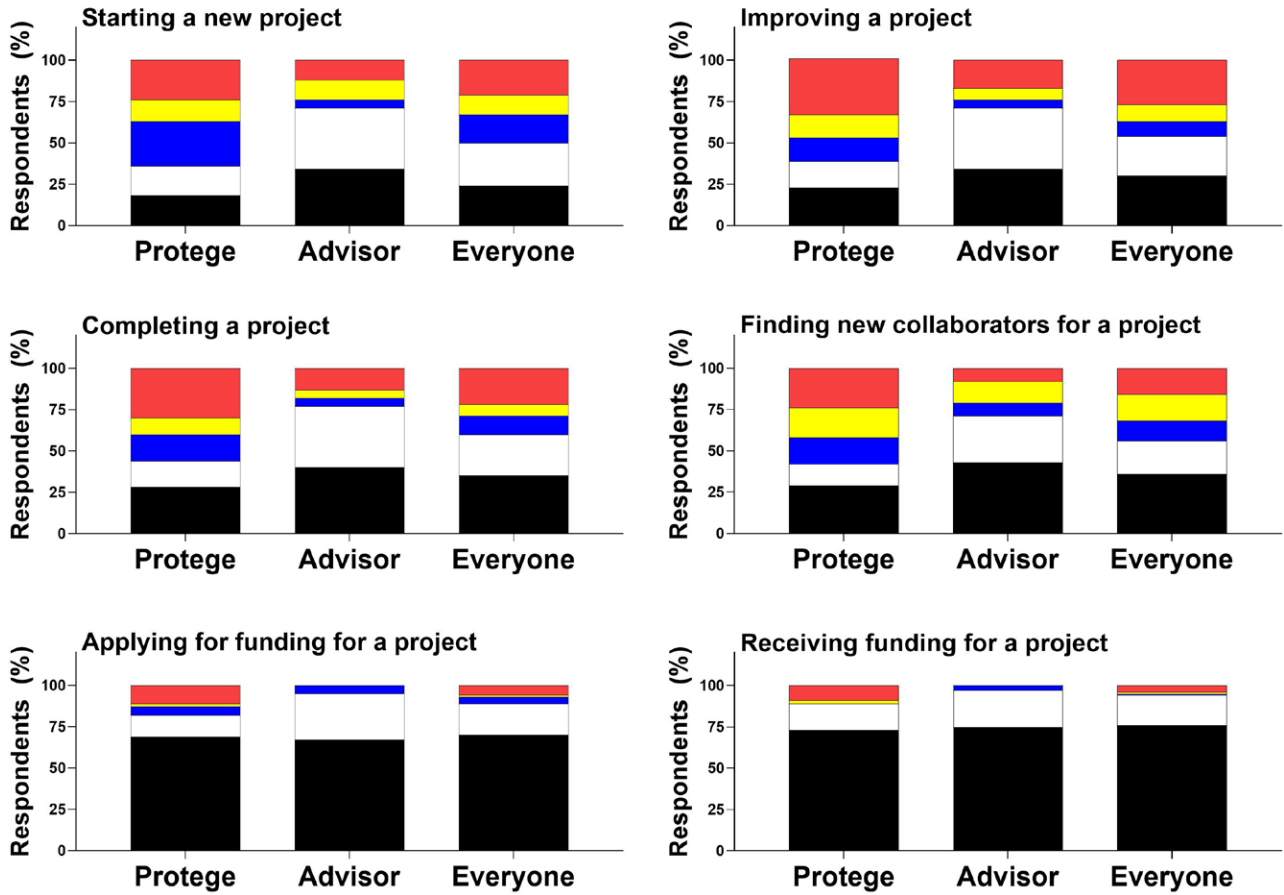 Starting a new project
Respondents (%)
100
75
50
25
0
Protege Advisor Everyone
Improving a project
Respondents (%)
100
75
50
25
0
Protege Advisor Everyone
Completing a project
Respondents (%)
100
75
50
25
0
Protege Advisor Everyone
Finding new collaborators for a project
Respondents (%)
100
75
50
25
0
Protege Advisor Everyone
Applying for funding for a project
Respondents (%)
100
75
50
25
0
Protege Advisor Everyone
Receiving funding for a project
Respondents (%)
100
75
50
25
0
Protege Advisor Everyone